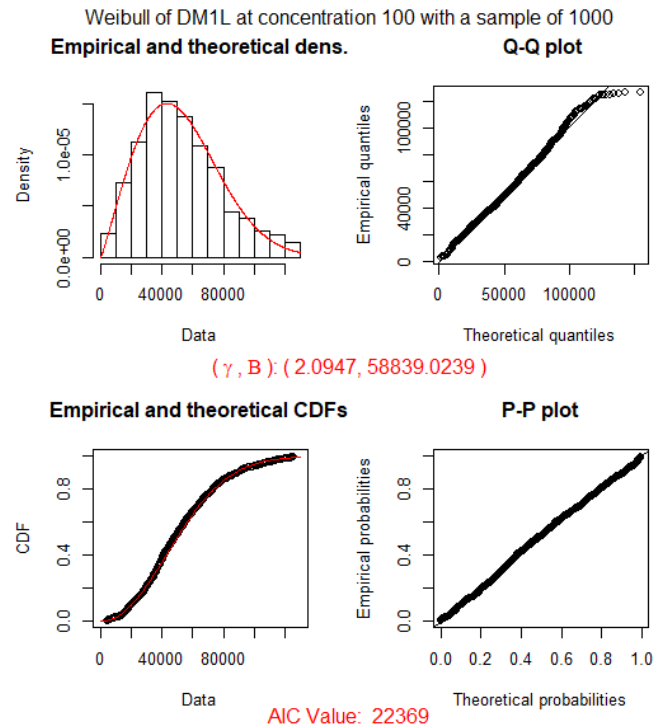 Weibull of DM1L at concentration 100 with a sample of 1000
Empirical and theoretical dens.
Density
0.0e+00 1.0e-05
0 40000 80000
Data
Q-Q plot
Empirical quantiles
0 40000 100000
0 50000 100000
Theoretical quantiles
( γ , B ): ( 2.0947, 58839.0239 )
Empirical and theoretical CDFs
CDF
0.0 0.4 0.8
0 40000 80000
Data
P-P plot
Empirical probabilities
0.0 0.4 0.8
0.0 0.2 0.4 0.6 0.8 1.0
Theoretical probabilities
AIC Value: 22369